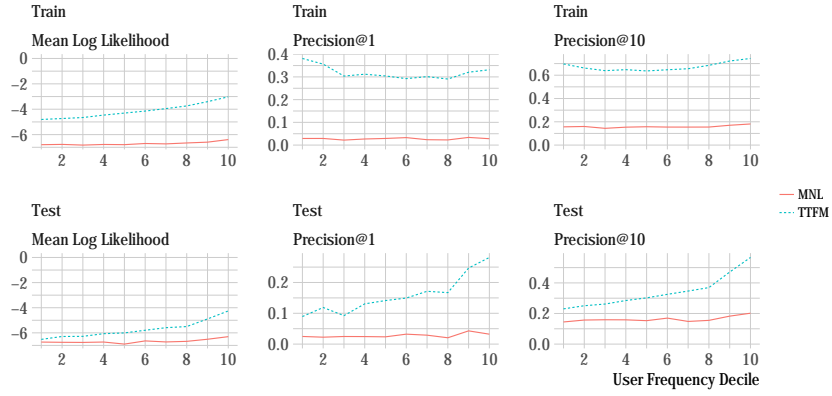 Train
Mean Log Likelihood
0
−2
−4
−6
2 4 6 8 10
Train
Precision@1
0.4
0.3
0.2
0.1
0.0
2 4 6 8 10
Train
Precision@10
0.6
0.4
0.2
0.0
2 4 6 8 10
Test
Mean Log Likelihood
0
−2
−4
−6
2 4 6 8 10
Test
Precision@1
0.2
0.1
0.0
2 4 6 8 10
Test
Precision@10
0.4
0.2
0.0
2 4 6 8 10
User Frequency Decile
MNL
TTFM